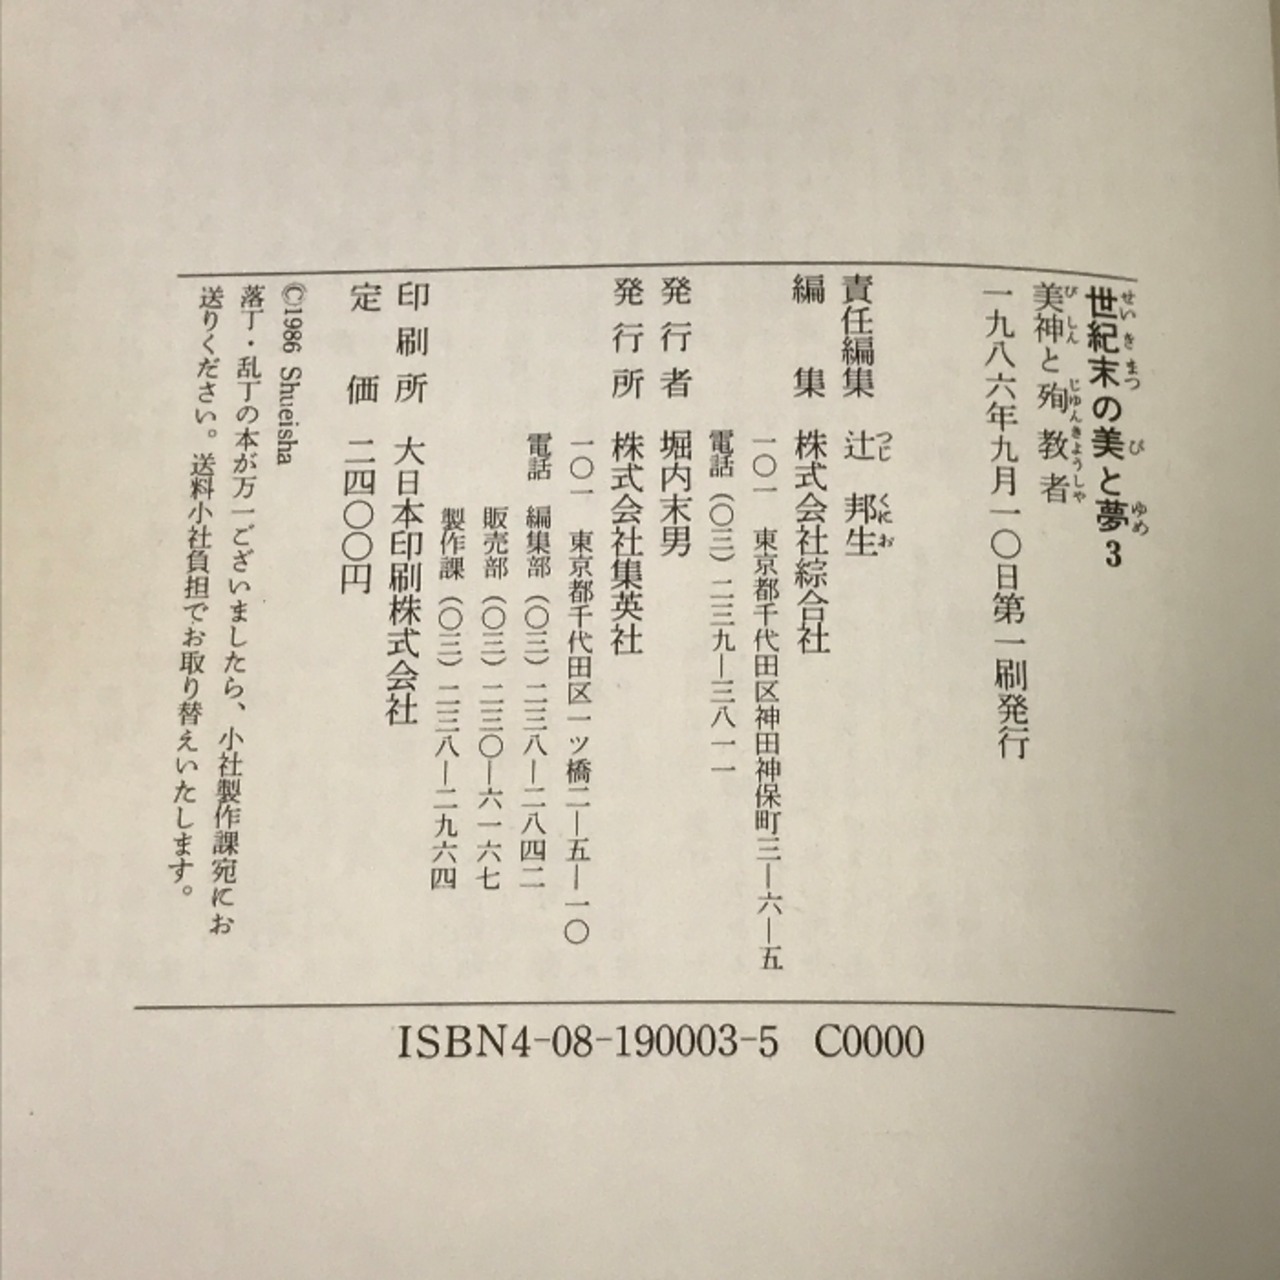 世紀末の美と夢3
美神と殉教者
一九八六年九月一〇日第一刷発行
責任編集 辻 邦生
編集 株式会社綜合社
一〇一 東京都千代田区神田神保町三―六―五
電話(〇三)二三九―三八一一
発行者 堀内末男
発行所 株式会社集英社
一〇一 東京都千代田区一ツ橋二―五―一〇
電話 編集部(〇三)二三八―二八四二
販売部(〇三)二三〇―六一六七
製作課(〇三)二三八―二九六四
印刷所 大日本印刷株式会社
定価 二四〇〇円
©1986 Shueisha
落丁・乱丁の本が万一ございましたら、小社製作課宛にお
送りください。送料小社負担でお取り替えいたします。
ISBN4-08-190003-5 C0000